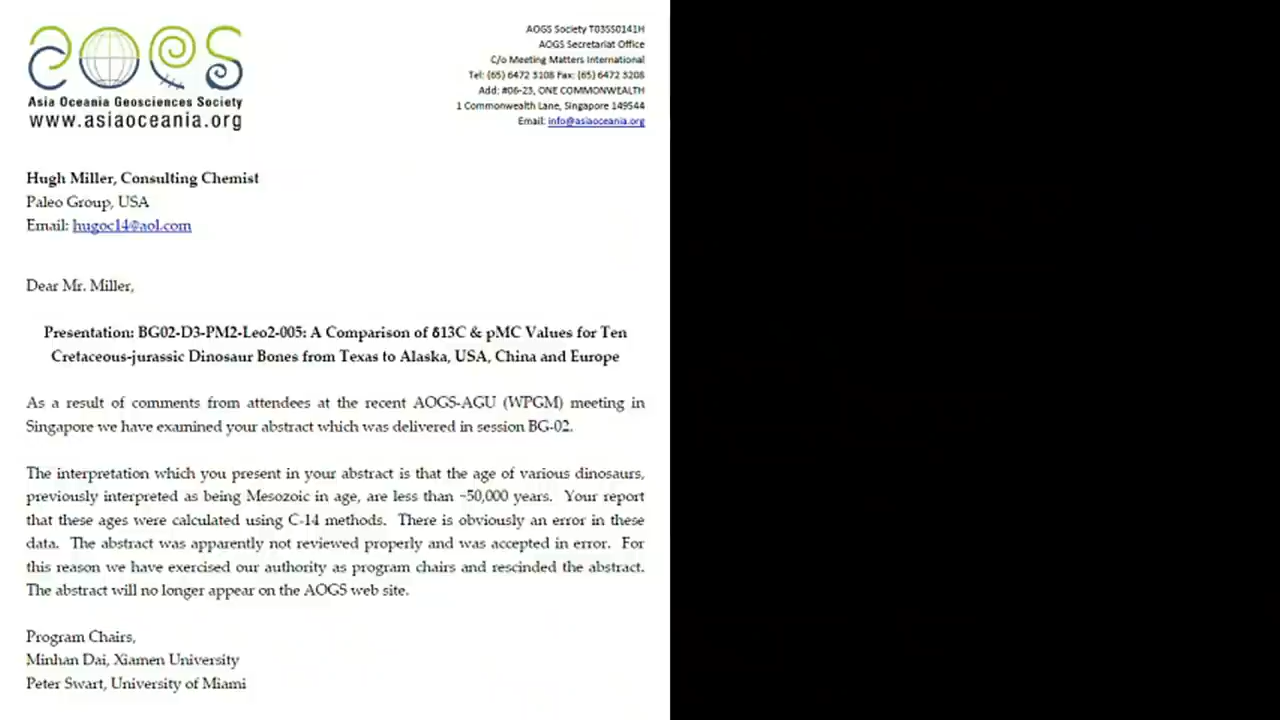 AOGS
Asia Oceania Geosciences Society
www.asiaoceania.org
AOGS Society T03SS0141H
AOGS Secretariat Office
C/o Meeting Matters International
Tel: (65) 6472 3108 Fax: (65) 6472 3208
Add: #06-23, ONE COMMONWEALTH
1 Commonwealth Lane, Singapore 149544
Email: info@asiaoceania.org
Hugh Miller, Consulting Chemist
Paleo Group, USA
Email: hugoc14@aol.com
Dear Mr. Miller,
Presentation: BG02-D3-PM2-Leo2-005: A Comparison of δ13C & pMC Values for Ten
Cretaceous-jurassic Dinosaur Bones from Texas to Alaska, USA, China and Europe
As a result of comments from attendees at the recent AOGS-AGU (WPGM) meeting in
Singapore we have examined your abstract which was delivered in session BG-02.
The interpretation which you present in your abstract is that the age of various dinosaurs,
previously interpreted as being Mesozoic in age, are less than ~50,000 years. Your report
that these ages were calculated using C-14 methods. There is obviously an error in these
data. The abstract was apparently not reviewed properly and was accepted in error. For
this reason we have exercised our authority as program chairs and rescinded the abstract.
The abstract will no longer appear on the AOGS web site.
Program Chairs,
Minhan Dai, Xiamen University
Peter Swart, University of Miami